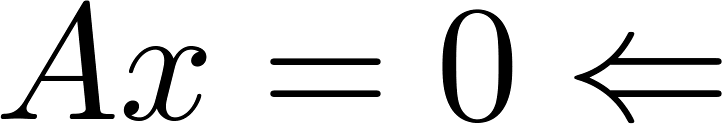 Ax = 0 ⇐